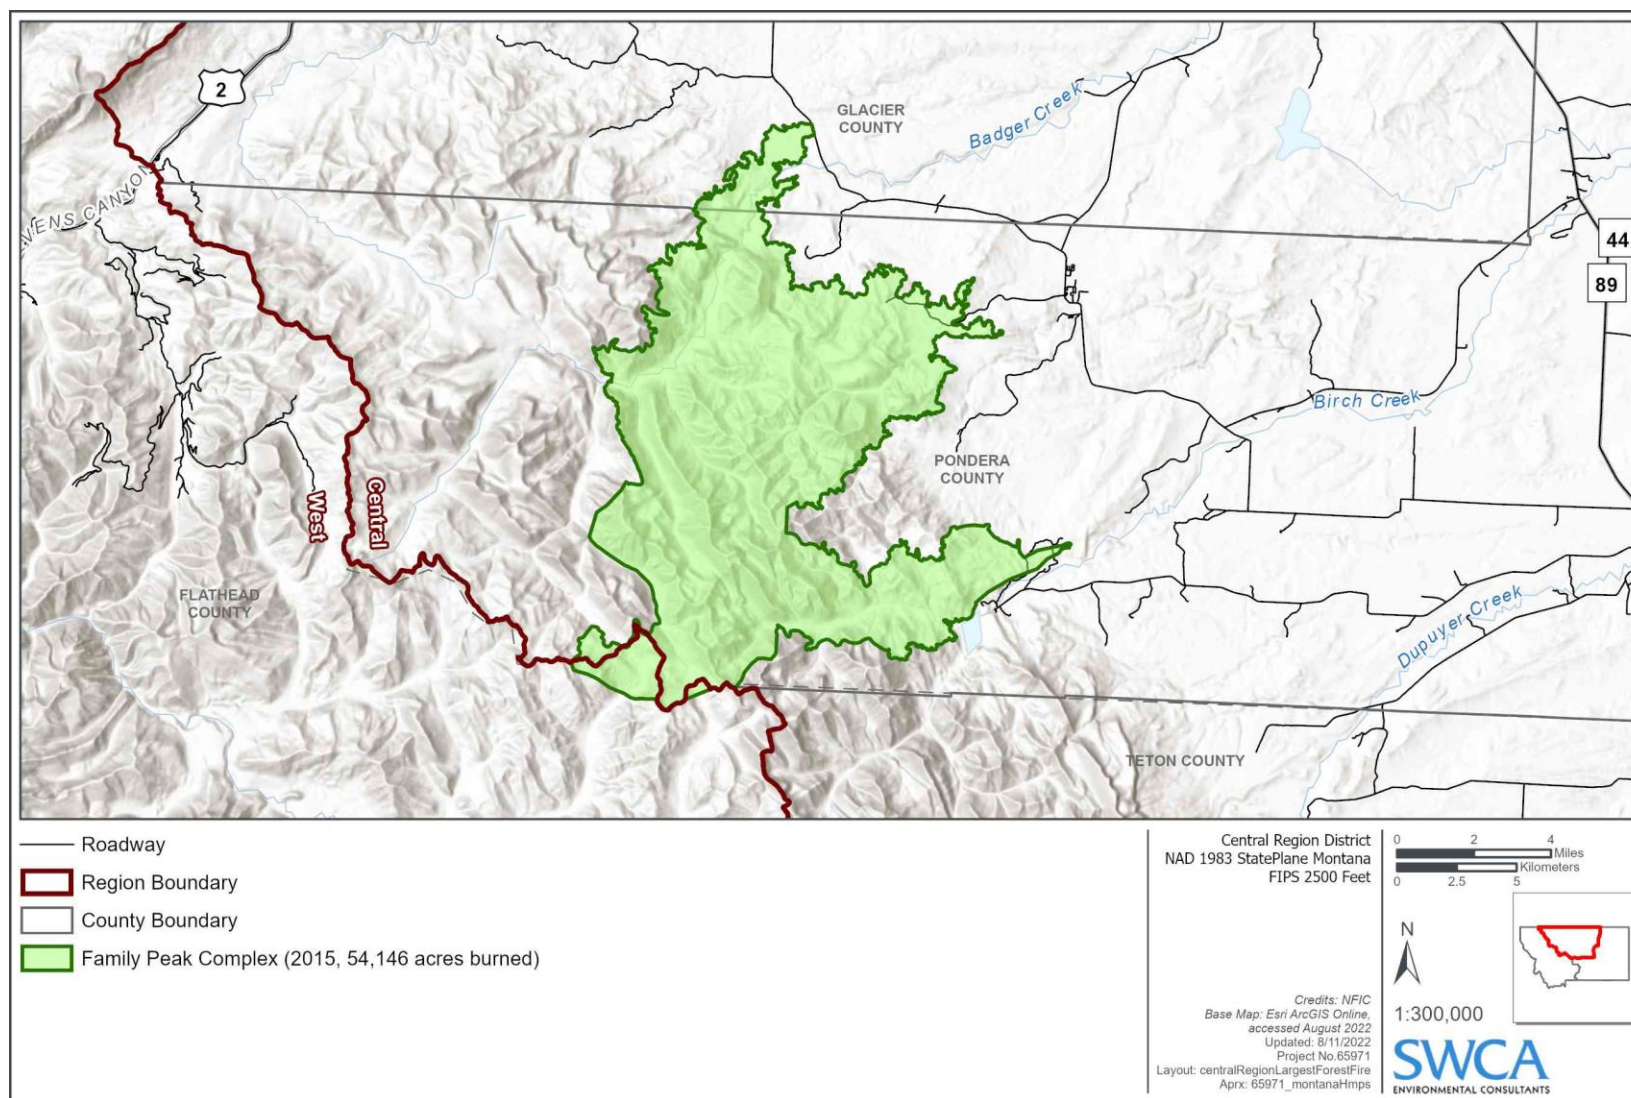 2
GLACIER
COUNTY
Badger Creek
ENS CANYON
44
89
Birch Creek
PONDERA
COUNTY
West
Central
FLATHEAD
COUNTY
Dupuyer Creek
TETON COUNTY
Roadway
Region Boundary
County Boundary
Family Peak Complex (2015, 54,146 acres burned)
Central Region District
NAD 1983 StatePlane Montana
FIPS 2500 Feet
Credits: NFIC
Base Map: Esri ArcGIS Online,
accessed August 2022
Updated: 8/11/2022
Project No.65971
Layout: centralRegionLargestForestFire
Aprx: 65971_montanaHmps
0 2 4
Miles
Kilometers
0 2.5 5
N
1:300,000
SWCA
ENVIRONMENTAL CONSULTANTS